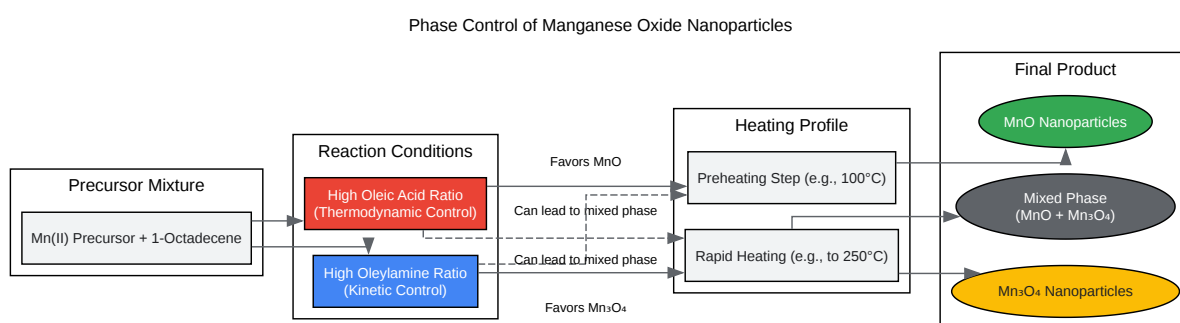 Phase Control of Manganese Oxide Nanoparticles
Precursor Mixture
Mn(II) Precursor + 1-Octadecene
Reaction Conditions
High Oleic Acid Ratio
(Thermodynamic Control)
High Oleylamine Ratio
(Kinetic Control)
Favors MnO
Can lead to mixed phase
Can lead to mixed phase
Favors Mn₃O₄
Heating Profile
Preheating Step (e.g., 100°C)
Rapid Heating (e.g., to 250°C)
Final Product
MnO Nanoparticles
Mixed Phase
(MnO + Mn₃O₄)
Mn₃O₄ Nanoparticles